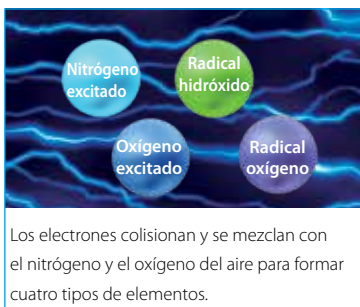 Nitrógeno
excitado
Radical
hidróxido
Oxígeno
excitado
Radical
oxígeno
Los electrones colisionan y se mezclan con
el nitrógeno y el oxígeno del aire para formar
cuatro tipos de elementos.